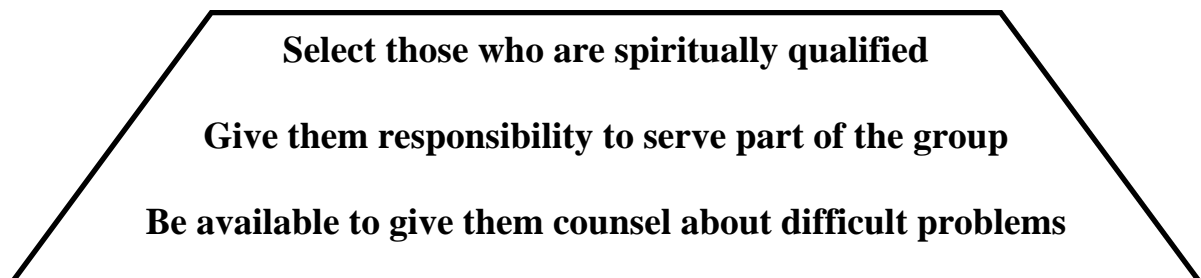 Select those who are spiritually qualified
Give them responsibility to serve part of the group
Be available to give them counsel about difficult problems